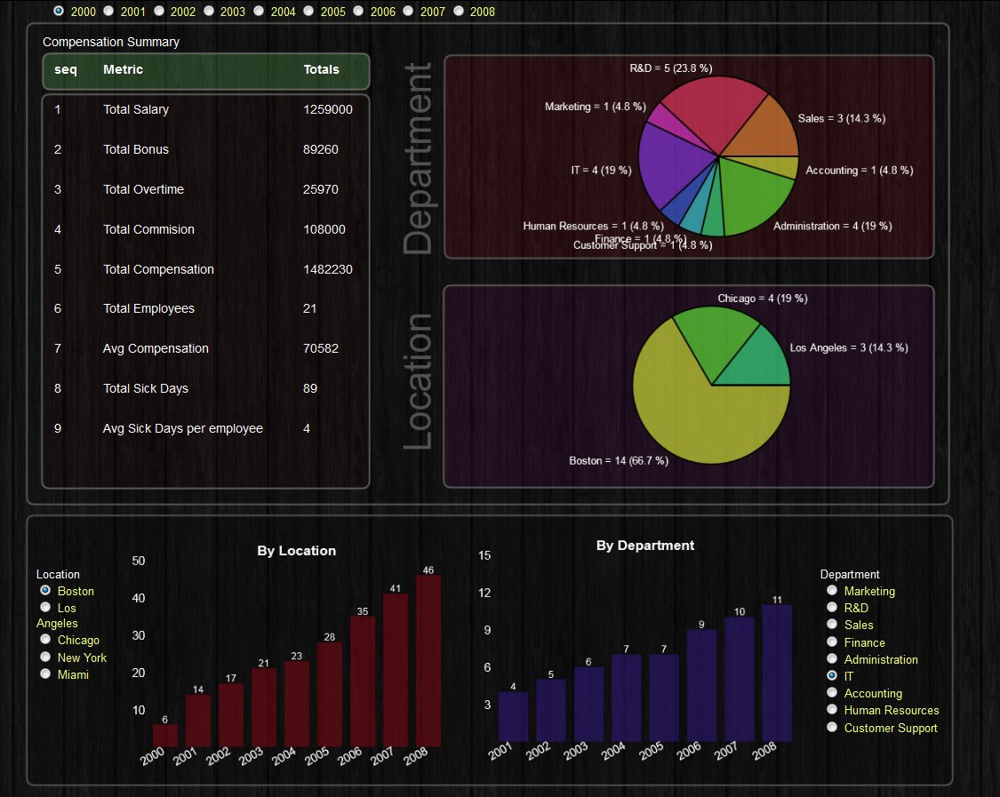 2000 2001 2002 2003 2004 2005 2006 2007 2008
Compensation Summary
seq Metric Totals
1 Total Salary 1259000
2 Total Bonus 89260
3 Total Overtime 25970
4 Total Commision 108000
5 Total Compensation 1482230
6 Total Employees 21
7 Avg Compensation 70582
8 Total Sick Days 89
9 Avg Sick Days per employee 4
Department
R&D = 5 (23.8 %)
Marketing = 1 (4.8 %)
Sales = 3 (14.3 %)
IT = 4 (19 %)
Accounting = 1 (4.8 %)
Human Resources = 1 (4.8 %)
Administration = 4 (19 %)
Finance = 1 (4.8 %)
Customer Support = 1 (4.8 %)
Location
Chicago = 4 (19 %)
Los Angeles = 3 (14.3 %)
Boston = 14 (66.7 %)
Location
Boston
Los
Angeles
Chicago
New York
Miami
By Location
50
40
30
20
10
6 14 17 21 23 28 35 41 46
2000 2001 2002 2003 2004 2005 2006 2007 2008
By Department
15
12
9
6
3
4 5 6 7 7 9 10 11
2001 2002 2003 2004 2005 2006 2007 2008
Department
Marketing
R&D
Sales
Finance
Administration
IT
Accounting
Human Resources
Customer Support